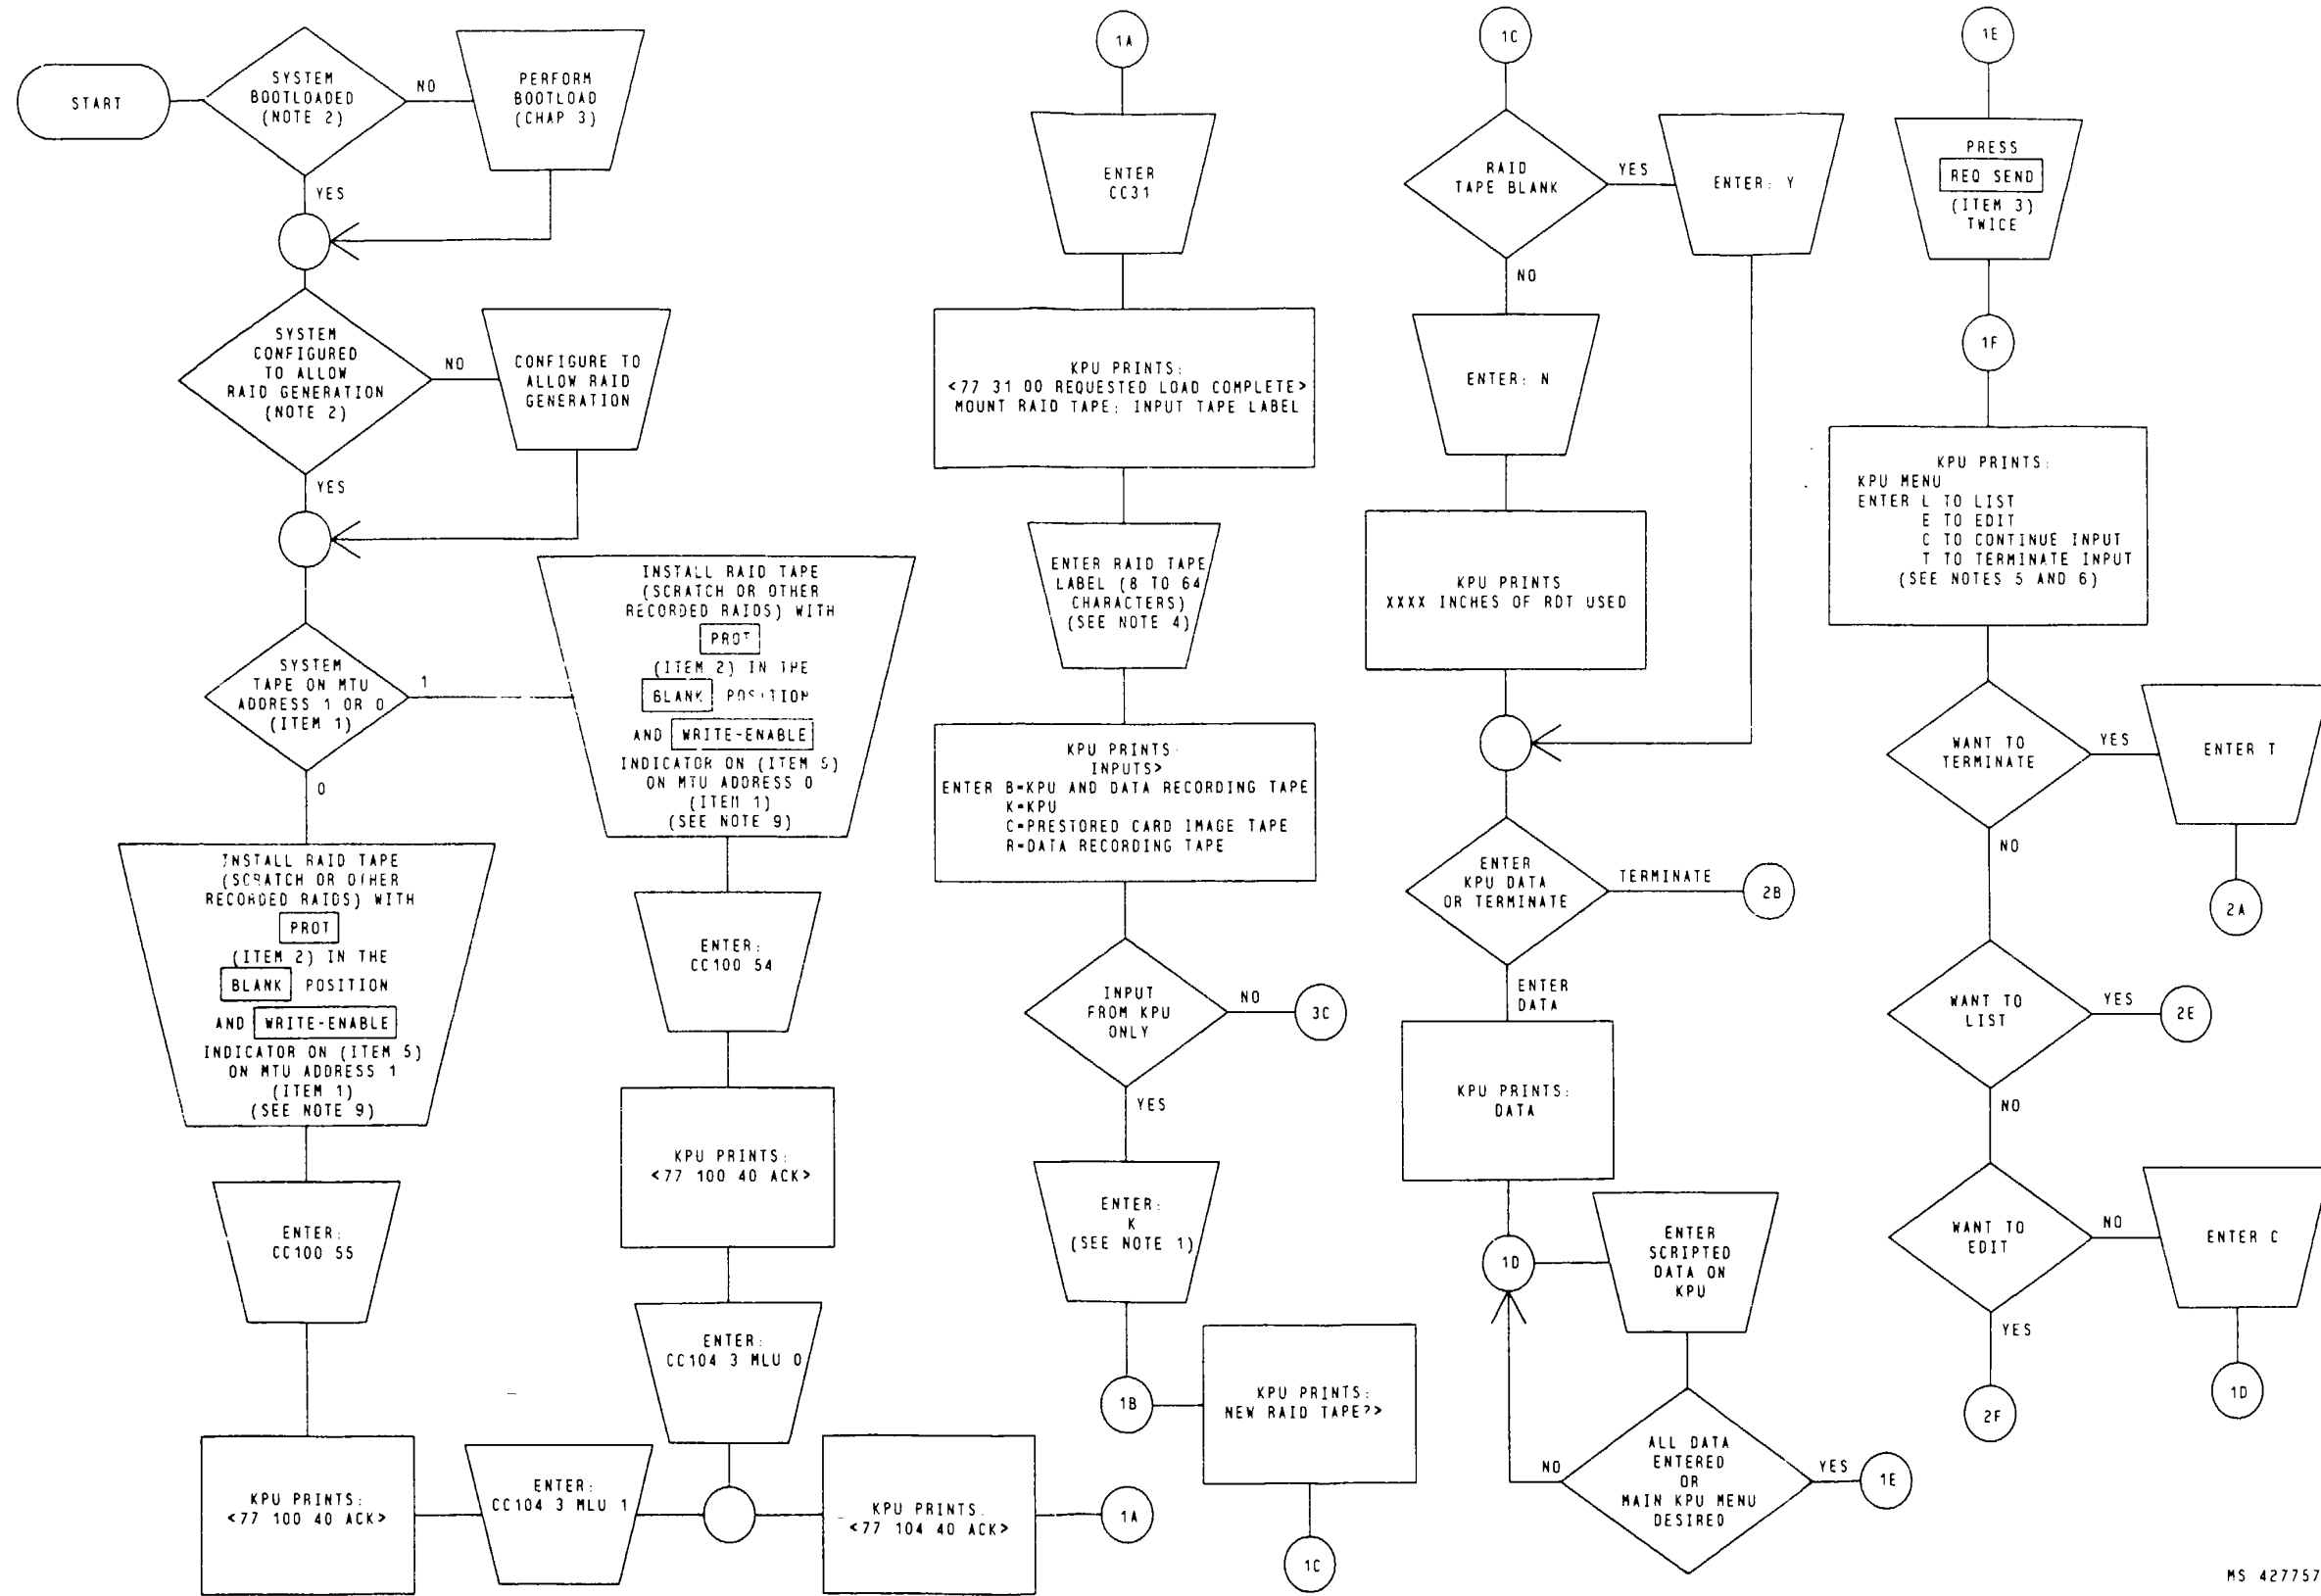 START
SYSTEM
BOOTLOADED
(NOTE 2)
NO
PERFORM
BOOTLOAD
(CHAP 3)
YES
SYSTEM
CONFIGURED
TO ALLOW
RAID GENERATION
(NOTE 2)
NO
CONFIGURE TO
ALLOW RAID
GENERATION
YES
SYSTEM
TAPE ON MTU
ADDRESS 1 OR 0
(ITEM 1)
1
0
INSTALL RAID TAPE
(SCRATCH OR OTHER
RECORDED RAIDS) WITH
PROT
(ITEM 2) IN THE
BLANK POSITION
AND WRITE-ENABLE
INDICATOR ON (ITEM 5)
ON MTU ADDRESS 1
(ITEM 1)
(SEE NOTE 9)
ENTER:
CC100 55
KPU PRINTS:
<77 100 40 ACK>
ENTER:
CC104 3 MLU 1
INSTALL RAID TAPE
(SCRATCH OR OTHER
RECORDED RAIDS) WITH
PROT
(ITEM 2) IN THE
BLANK POSITION
AND WRITE-ENABLE
INDICATOR ON (ITEM 5)
ON MTU ADDRESS 0
(ITEM 1)
(SEE NOTE 9)
ENTER:
CC100 54
KPU PRINTS:
<77 100 40 ACK>
ENTER:
CC104 3 MLU 0
KPU PRINTS:
<77 104 40 ACK>
1A
1A
ENTER
CC31
KPU PRINTS:
<77 31 00 REQUESTED LOAD COMPLETE>
MOUNT RAID TAPE; INPUT TAPE LABEL
ENTER RAID TAPE
LABEL (8 TO 64
CHARACTERS)
(SEE NOTE 4)
KPU PRINTS:
INPUTS>
ENTER B=KPU AND DATA RECORDING TAPE
K=KPU
C=PRESTORED CARD IMAGE TAPE
R=DATA RECORDING TAPE
INPUT
FROM KPU
ONLY
NO
3C
YES
ENTER:
K
(SEE NOTE 1)
1B
KPU PRINTS:
NEW RAID TAPE?>
1C
1C
RAID
TAPE BLANK
YES
ENTER: Y
NO
ENTER: N
KPU PRINTS
XXXX INCHES OF RDT USED
ENTER
KPU DATA
OR TERMINATE
TERMINATE
2B
ENTER
DATA
KPU PRINTS:
DATA
1D
ENTER
SCRIPTED
DATA ON
KPU
ALL DATA
ENTERED
OR
MAIN KPU MENU
DESIRED
NO
YES
1E
1E
PRESS
REQ SEND
(ITEM 3)
TWICE
1F
KPU PRINTS:
KPU MENU
ENTER L TO LIST
E TO EDIT
C TO CONTINUE INPUT
T TO TERMINATE INPUT
(SEE NOTES 5 AND 6)
WANT TO
TERMINATE
YES
ENTER T
2A
NO
WANT TO
LIST
YES
2E
NO
WANT TO
EDIT
NO
ENTER C
1D
YES
2F
MS 427757